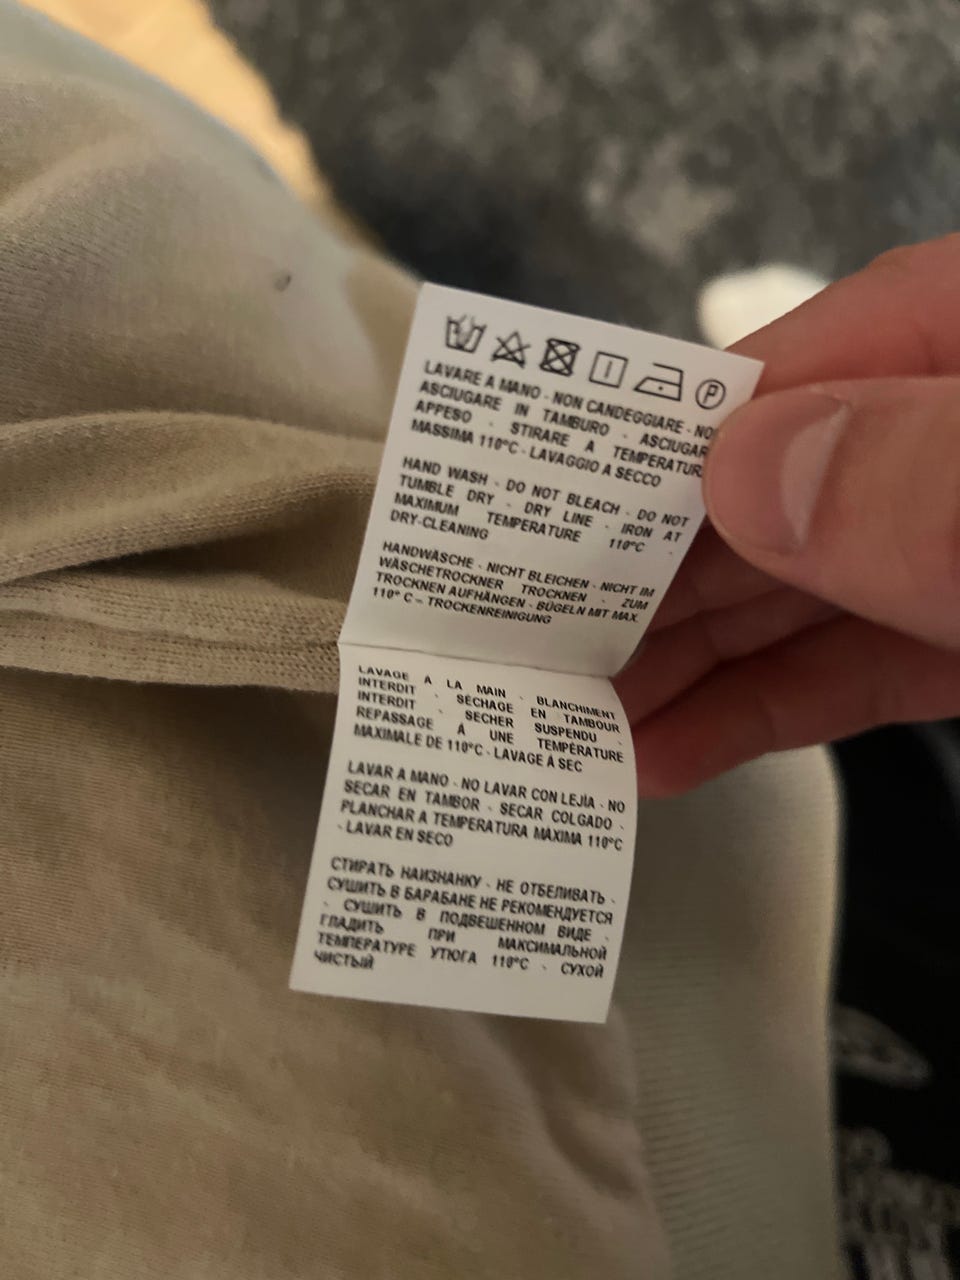 P
LAVARE A MANO - NON CANDEGGIARE - NO
ASCIUGARE IN TAMBURO - ASCIUGAR
APPESO - STIRARE A TEMPERATUR
MASSIMA 110°C - LAVAGGIO A SECCO
HAND WASH - DO NOT BLEACH - DO NOT
TUMBLE DRY - DRY LINE - IRON AT
MAXIMUM TEMPERATURE 110°C -
DRY-CLEANING
HANDWÄSCHE - NICHT BLEICHEN - NICHT IM
WÄSCHETROCKNER TROCKNEN - ZUM
TROCKNEN AUFHÄNGEN - BÜGELN MIT MAX.
110° C – TROCKENREINIGUNG
LAVAGE A LA MAIN - BLANCHIMENT
INTERDIT - SÉCHAGE EN TAMBOUR
INTERDIT - SECHER SUSPENDU -
REPASSAGE À UNE TEMPÉRATURE
MAXIMALE DE 110°C - LAVAGE À SEC
LAVAR A MANO - NO LAVAR CON LEJÍA - NO
SECAR EN TAMBOR - SECAR COLGADO -
PLANCHAR A TEMPERATURA MÁXIMA 110°C
- LAVAR EN SECO
СТИРАТЬ НАИЗНАНКУ - НЕ ОТБЕЛИВАТЬ -
СУШИТЬ В БАРАБАНЕ НЕ РЕКОМЕНДУЕТСЯ
- СУШИТЬ В ПОДВЕШЕННОМ ВИДЕ -
ГЛАДИТЬ ПРИ МАКСИМАЛЬНОЙ
ТЕМПЕРАТУРЕ УТЮГА 110°C - СУХОЙ
ЧИСТЫЙ